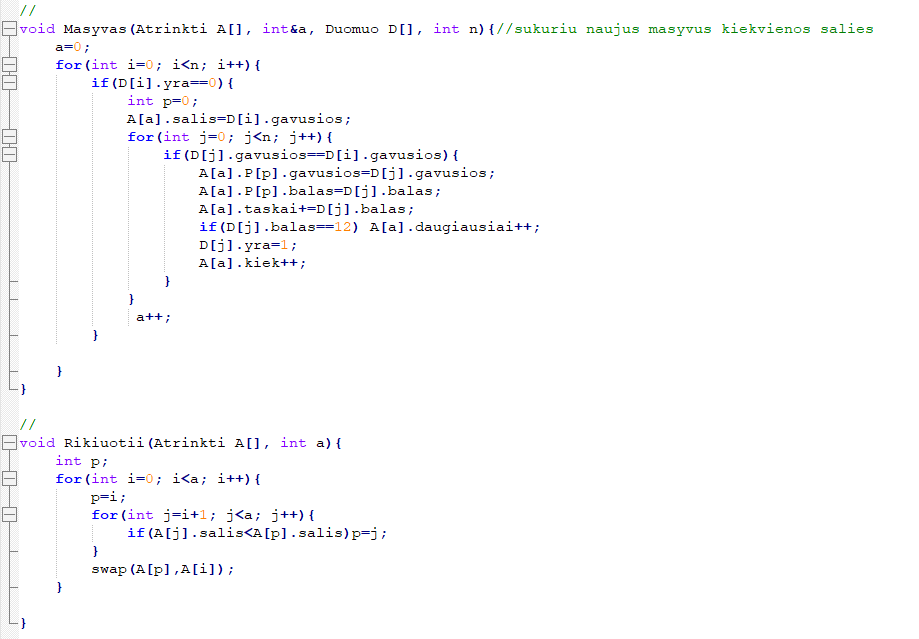 //
void Masyvas(Atrinkti A[], int&a, Duomuo D[], int n){//sukuriu naujus masyvus kiekvienos salies
    a=0;
    for(int i=0; i<n; i++){
        if(D[i].yra==0){
            int p=0;
            A[a].salis=D[i].gavusios;
            for(int j=0; j<n; j++){
                if(D[j].gavusios==D[i].gavusios){
                    A[a].P[p].gavusios=D[j].gavusios;
                    A[a].P[p].balas=D[j].balas;
                    A[a].taskai+=D[j].balas;
                    if(D[j].balas==12) A[a].daugiausiai++;
                    D[j].yra=1;
                    A[a].kiek++;
                }
            }
             a++;
        }

    }
}

//
void Rikiuotii(Atrinkti A[], int a){
    int p;
    for(int i=0; i<a; i++){
        p=i;
        for(int j=i+1; j<a; j++){
            if(A[j].salis<A[p].salis)p=j;
        }
        swap(A[p],A[i]);
    }

}